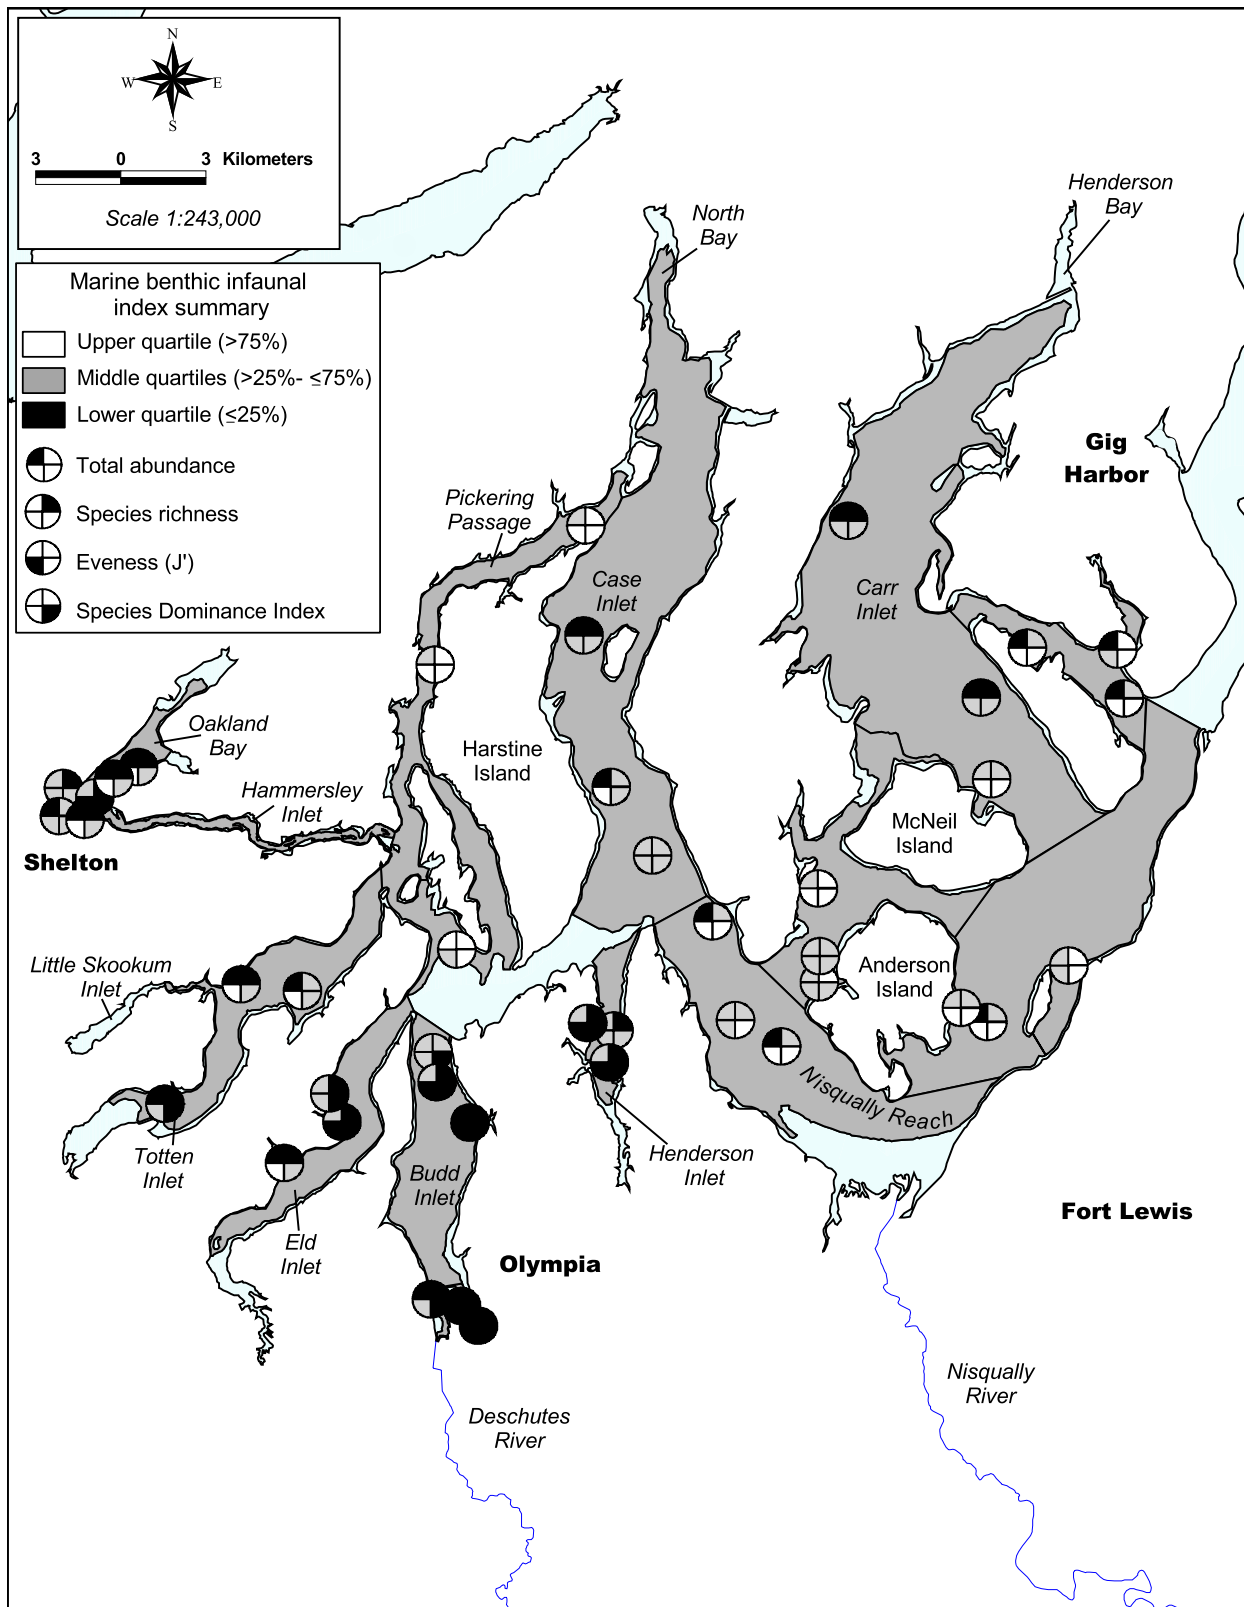 N
W
E
S
3 0 3 Kilometers
Scale 1:243,000
Marine benthic infaunal
index summary
Upper quartile (>75%)
Middle quartiles (>25%- ≤75%)
Lower quartile (≤25%)
Total abundance
Species richness
Eveness (J')
Species Dominance Index
North
Bay
Henderson
Bay
Gig
Harbor
Pickering
Passage
Case
Inlet
Carr
Inlet
Oakland
Bay
Harstine
Island
Hammersley
Inlet
McNeil
Island
Shelton
Little Skookum
Inlet
Anderson
Island
Nisqually Reach
Totten
Inlet
Henderson
Inlet
Budd
Inlet
Eld
Inlet
Fort Lewis
Olympia
Nisqually
River
Deschutes
River